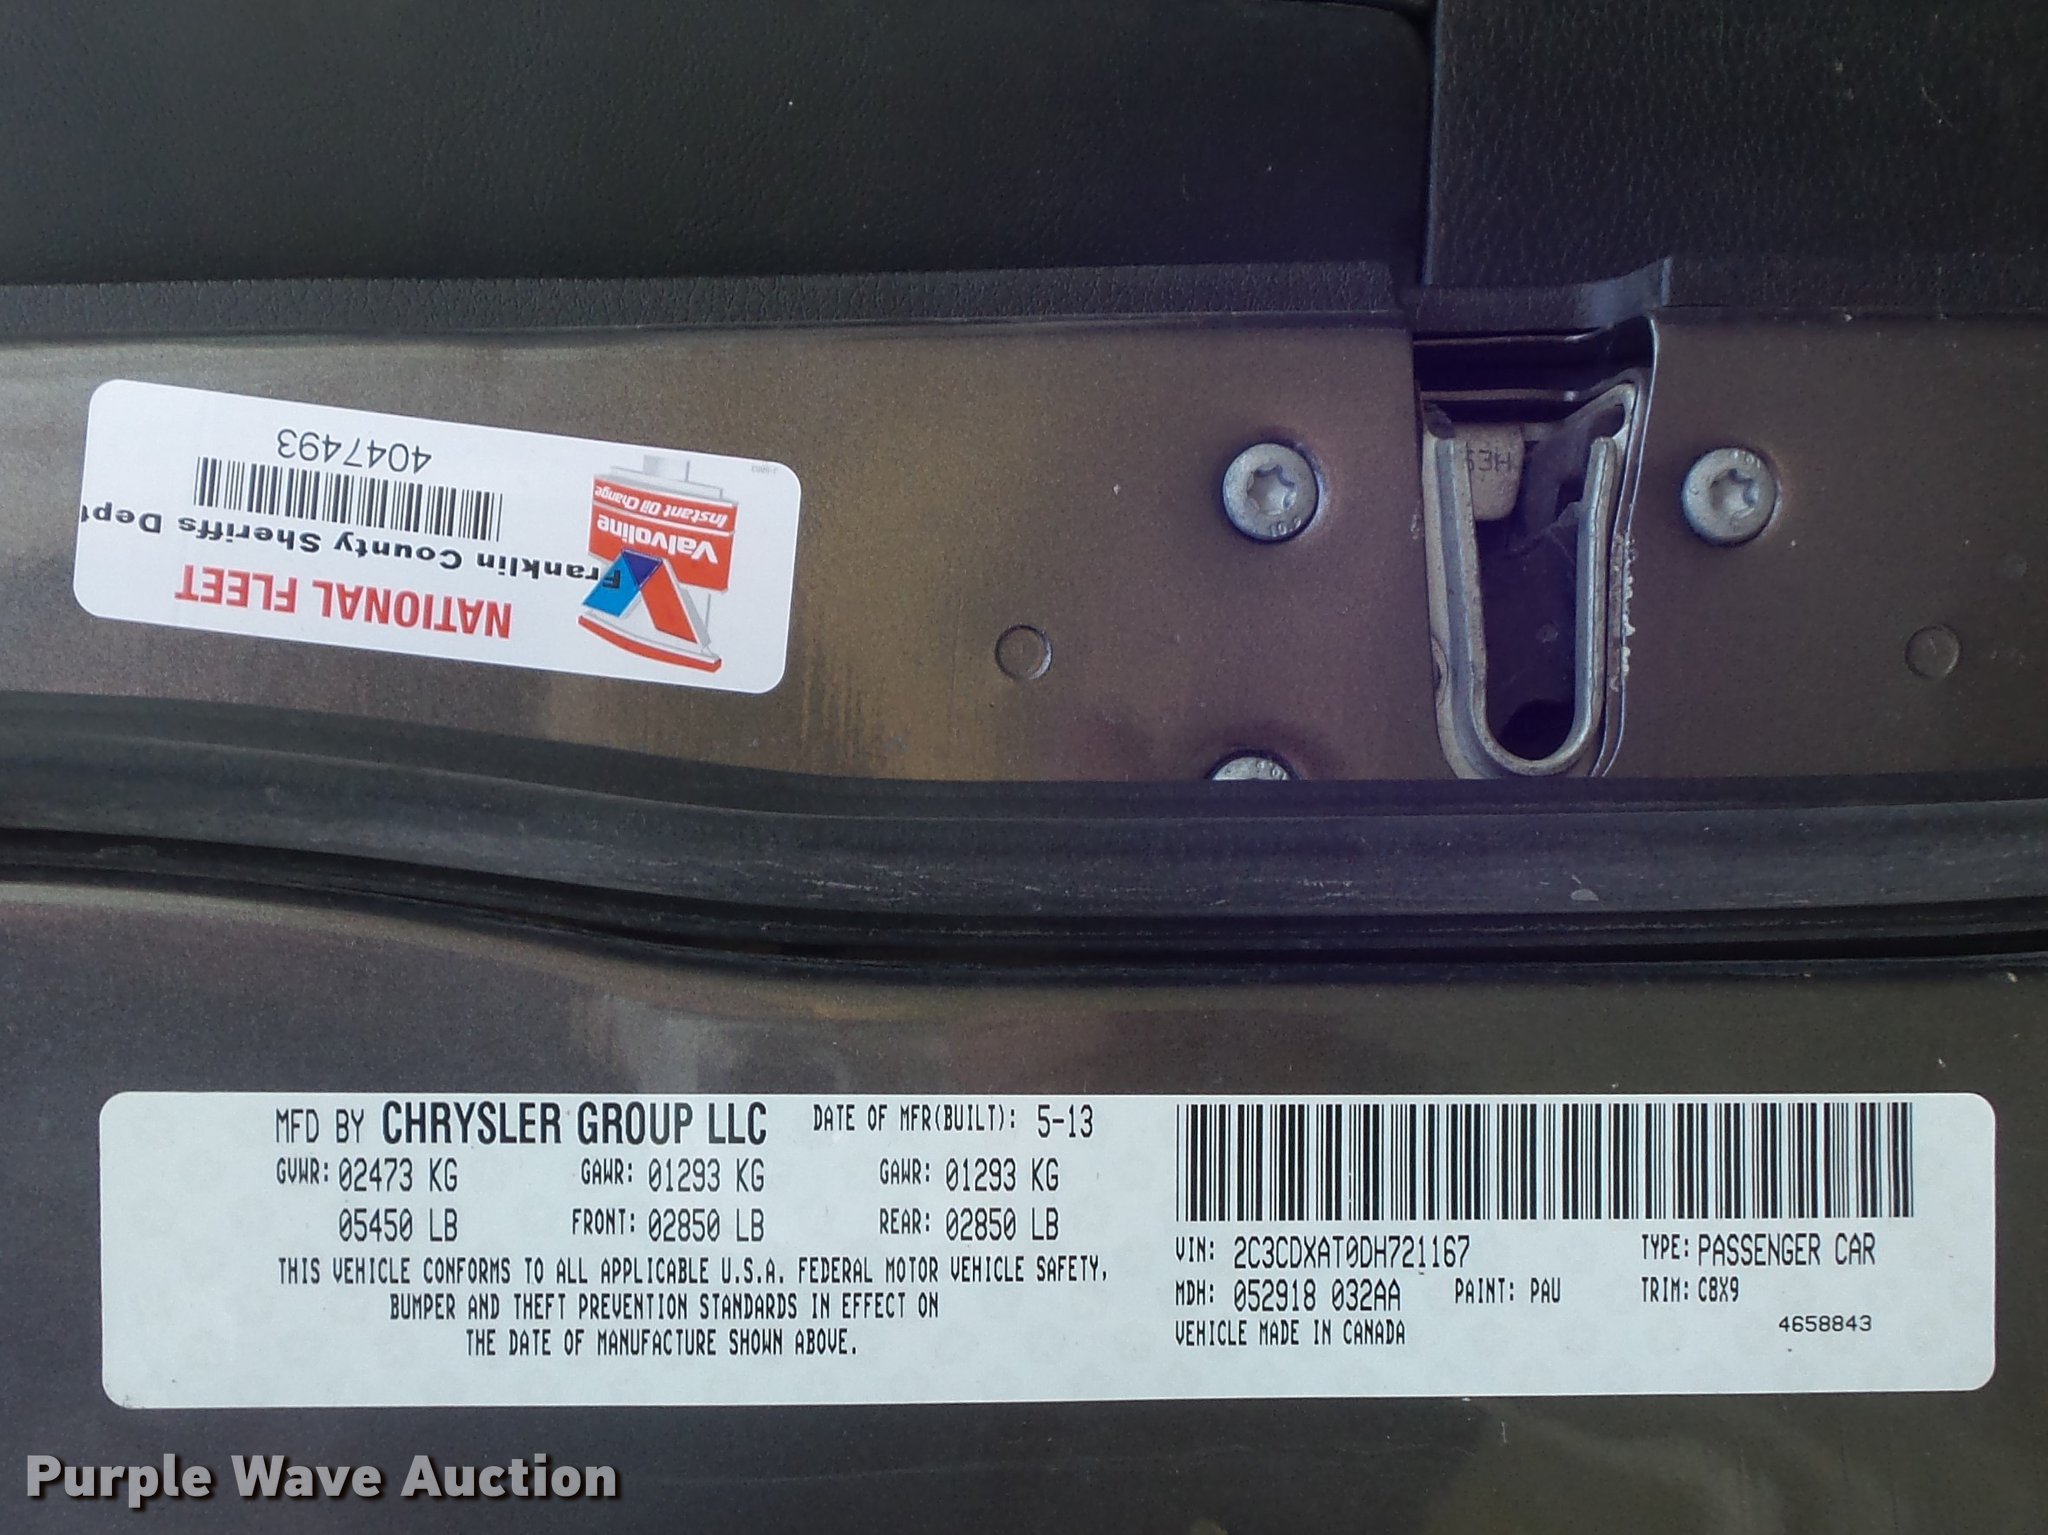 4047493
Franklin County Sheriffs Dept
NATIONAL FLEET
Valvoline
Instant Oil Change
MFD BY CHRYSLER GROUP LLC DATE OF MFR(BUILT): 5-13
GVWR: 02473 KG GAWR: 01293 KG GAWR: 01293 KG
05450 LB FRONT: 02850 LB REAR: 02850 LB
THIS VEHICLE CONFORMS TO ALL APPLICABLE U.S.A. FEDERAL MOTOR VEHICLE SAFETY,
BUMPER AND THEFT PREVENTION STANDARDS IN EFFECT ON
THE DATE OF MANUFACTURE SHOWN ABOVE.
VIN: 2C3CDXAT0DH721167 TYPE: PASSENGER CAR
MDH: 052918 032AA PAINT: PAU TRIM: C8X9
VEHICLE MADE IN CANADA 4658843
Purple Wave Auction